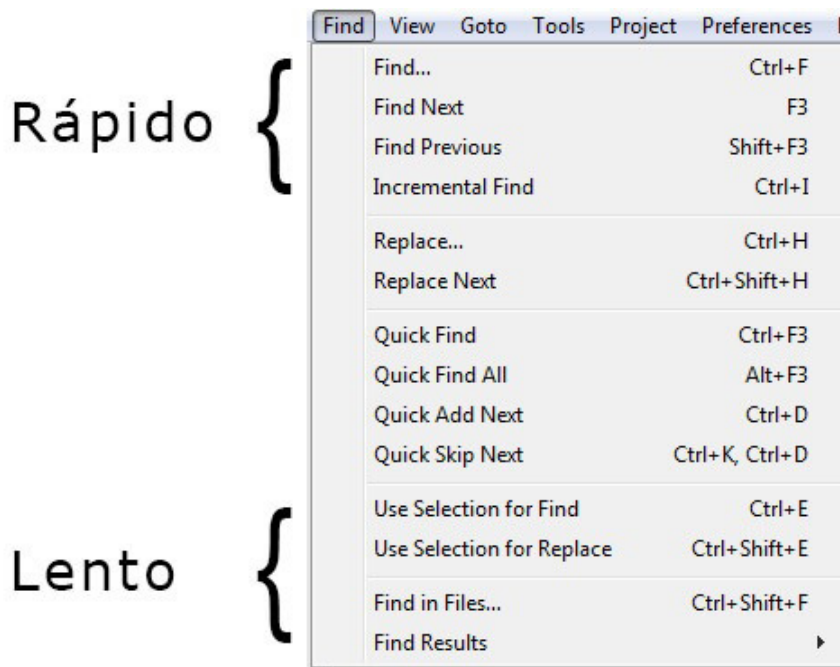 Find View Goto Tools Project Preferences
Rápido
Find... Ctrl+F
Find Next F3
Find Previous Shift+F3
Incremental Find Ctrl+I
Replace... Ctrl+H
Replace Next Ctrl+Shift+H
Quick Find Ctrl+F3
Quick Find All Alt+F3
Quick Add Next Ctrl+D
Quick Skip Next Ctrl+K, Ctrl+D
Lento
Use Selection for Find Ctrl+E
Use Selection for Replace Ctrl+Shift+E
Find in Files... Ctrl+Shift+F
Find Results